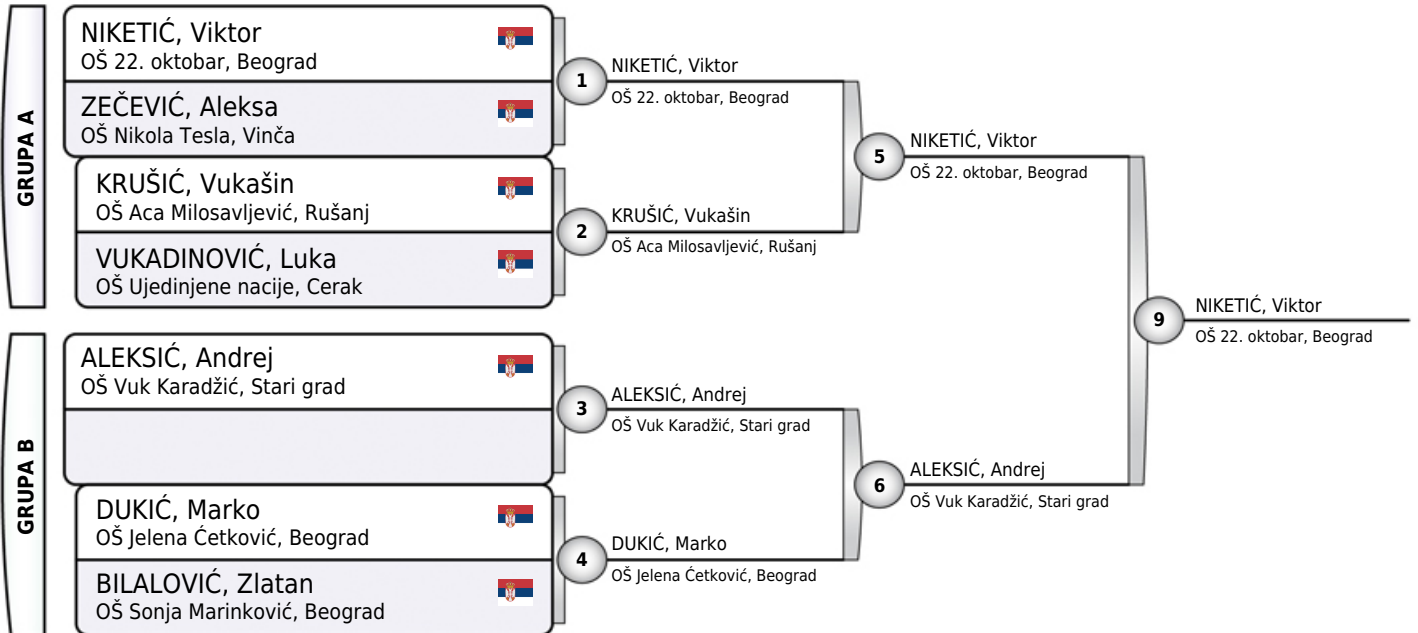 GRUPA A
NIKETIĆ, Viktor
OŠ 22. oktobar, Beograd
ZEČEVIĆ, Aleksa
OŠ Nikola Tesla, Vinča
KRUŠIĆ, Vukašin
OŠ Aca Milosavljević, Rušanj
VUKADINOVIĆ, Luka
OŠ Ujedinjene nacije, Cerak
GRUPA B
ALEKSIĆ, Andrej
OŠ Vuk Karadžić, Stari grad
DUKIĆ, Marko
OŠ Jelena Ćetković, Beograd
BILALOVIĆ, Zlatan
OŠ Sonja Marinković, Beograd
1
NIKETIĆ, Viktor
OŠ 22. oktobar, Beograd
2
KRUŠIĆ, Vukašin
OŠ Aca Milosavljević, Rušanj
3
ALEKSIĆ, Andrej
OŠ Vuk Karadžić, Stari grad
4
DUKIĆ, Marko
OŠ Jelena Ćetković, Beograd
5
NIKETIĆ, Viktor
OŠ 22. oktobar, Beograd
6
ALEKSIĆ, Andrej
OŠ Vuk Karadžić, Stari grad
9
NIKETIĆ, Viktor
OŠ 22. oktobar, Beograd